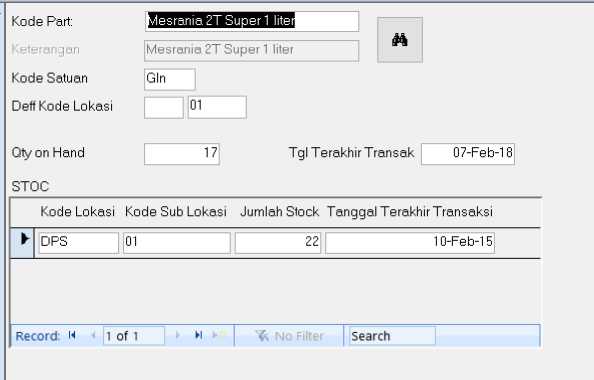 Kode Part: Mesrania 2T Super 1 liter
Keterangan Mesrania 2T Super 1 liter
Kode Satuan Gln
Deff Kode Lokasi 01
Qty on Hand 17 Tgl Terakhir Transak 07-Feb-18
STOC
Kode Lokasi Kode Sub Lokasi Jumlah Stock Tanggal Terakhir Transaksi
DPS 01 22 10-Feb-15
Record: 1 of 1 No Filter Search